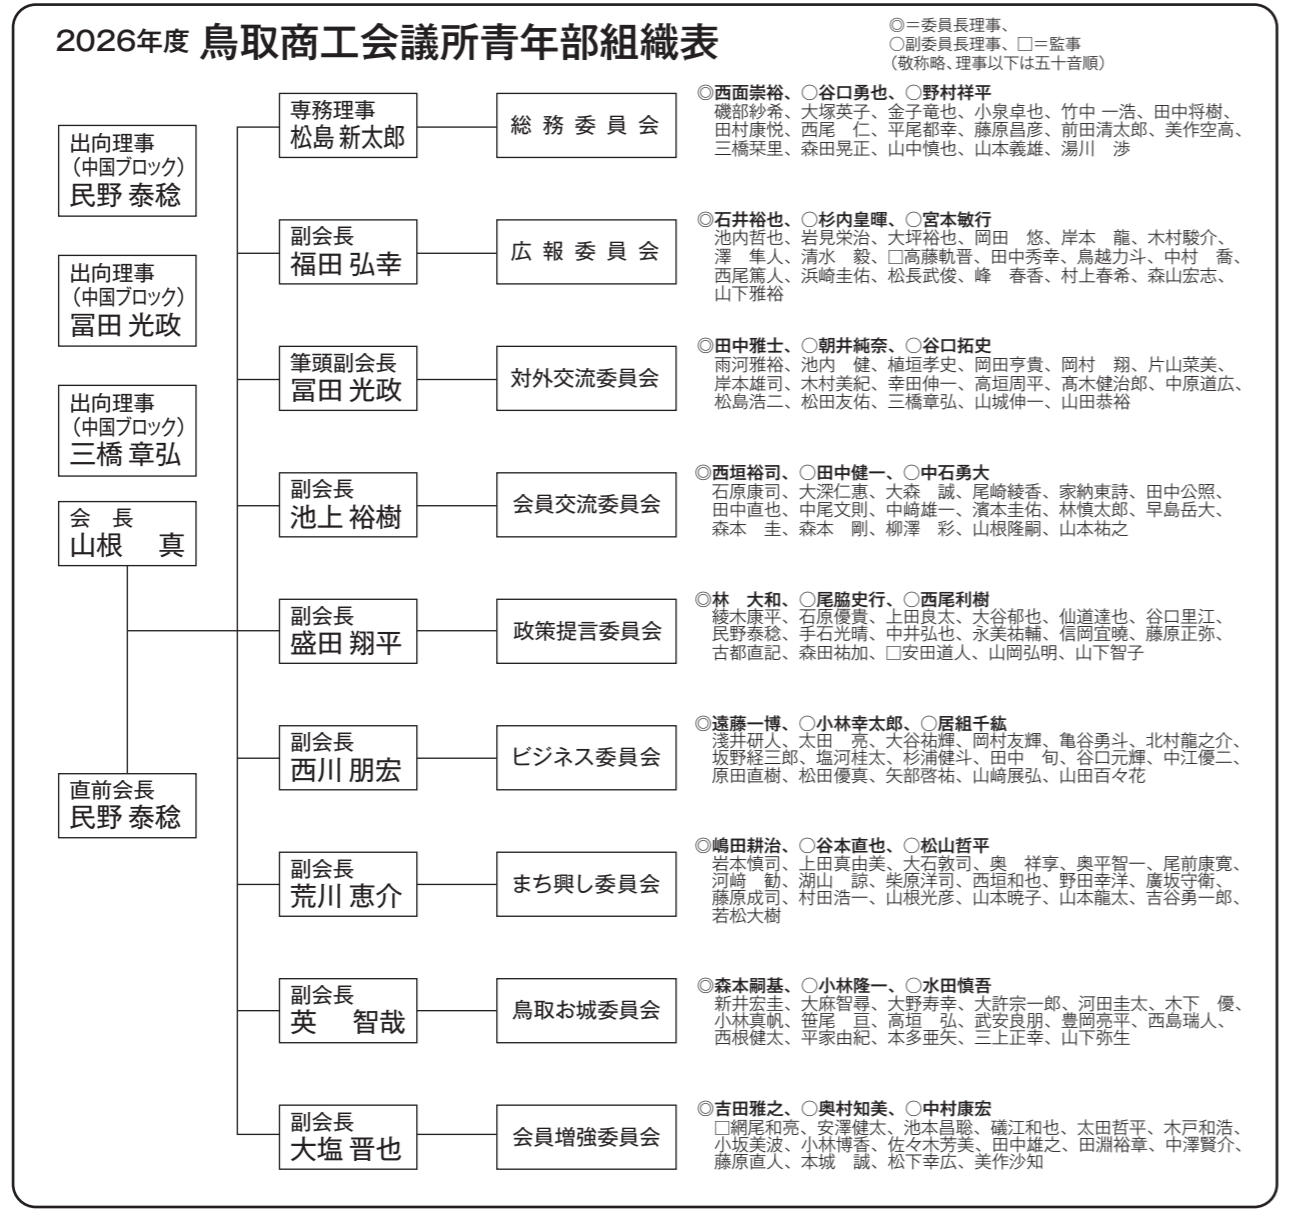 2026年度 鳥取商工会議所青年部組織表
◎＝委員長理事、
○副委員長理事、□＝監事
（敬称略、理事以下は五十音順）
出向理事
（中国ブロック）
民野 泰稔
出向理事
（中国ブロック）
冨田 光政
出向理事
（中国ブロック）
三橋 章弘
会　長
山根　真
直前会長
民野 泰稔
専務理事
松島 新太郎
総務委員会
◎西面崇裕、○谷口勇也、○野村祥平
磯部紗希、大塚英子、金子竜也、小泉卓也、竹中 一浩、田中将樹、
田村康悦、西尾　仁、平尾都幸、藤原昌彦、前田清太郎、美作空高、
三橋栞里、森田晃正、山中慎也、山本義雄、湯川　渉
副会長
福田 弘幸
広報委員会
◎石井裕也、○杉内皇暉、○宮本敏行
池内哲也、岩見栄治、大坪裕也、岡田　悠、岸本　龍、木村駿介、
澤　隼人、清水　毅、□高藤軌晋、田中秀幸、鳥越力斗、中村　喬、
西尾篤人、浜崎圭佑、松長武俊、峰　春香、村上春希、森山宏志、
山下雅裕
筆頭副会長
冨田 光政
対外交流委員会
◎田中雅士、○朝井純奈、○谷口拓史
雨河雅裕、池内　健、植垣孝史、岡田亨貴、岡村　翔、片山菜美、
岸本雄司、木村美紀、幸田伸一、高垣周平、髙木健治郎、中原道広、
松島浩二、松田友佑、三橋章弘、山城伸一、山田恭裕
副会長
池上 裕樹
会員交流委員会
◎西垣裕司、○田中健一、○中石勇大
石原康司、大深仁惠、大森　誠、尾崎綾香、家納東詩、田中公照、
田中直也、中尾文則、中﨑雄一、濱本圭佑、林慎太郎、早島岳大、
森本　圭、森本　剛、柳澤　彩、山根隆嗣、山本祐之
副会長
盛田 翔平
政策提言委員会
◎林　大和、○尾脇史行、○西尾利樹
綾木康平、石原優貴、上田良太、大谷郁也、仙道達也、谷口里江、
民野泰稔、手石光晴、中井弘也、永美祐輔、信岡宜曉、藤原正弥、
古都直記、森田祐加、□安田道人、山岡弘明、山下智子
副会長
西川 朋宏
ビジネス委員会
◎遠藤一博、○小林幸太郎、○居組千紘
淺井研人、太田　亮、大谷祐輝、岡村友輝、亀谷勇斗、北村龍之介、
坂野経三郎、塩河桂太、杉浦健斗、田中　旬、谷口元輝、中江優二、
原田直樹、松田優真、矢部啓祐、山﨑展弘、山田百々花
副会長
荒川 恵介
まち興し委員会
◎嶋田耕治、○谷本直也、○松山哲平
岩本慎司、上田真由美、大石敦司、奥　祥享、奥平智一、尾前康寛、
河﨑　勧、湖山　諒、柴原洋司、西垣和也、野田幸洋、廣坂守衛、
藤原成司、村田浩一、山根光彦、山本暁子、山本龍太、吉谷勇一郎、
若松大樹
副会長
英　智哉
鳥取お城委員会
◎森本嗣基、○小林隆一、○水田慎吾
新井宏圭、大麻智尋、大野寿幸、大許宗一郎、河田圭太、木下　優、
小林真帆、笹尾　亘、高垣　弘、武安良朋、豊岡亮平、西島瑞人、
西根健太、平家由紀、本多亜矢、三上正幸、山下弥生
副会長
大塩 晋也
会員増強委員会
◎吉田雅之、○奥村知美、○中村康宏
□網尾和亮、安澤健太、池本昌聡、礒江和也、太田哲平、木戸和浩、
小坂美波、小林博香、佐々木芳美、田中雄之、田淵裕章、中澤賢介、
藤原直人、本城　誠、松下幸広、美作沙知